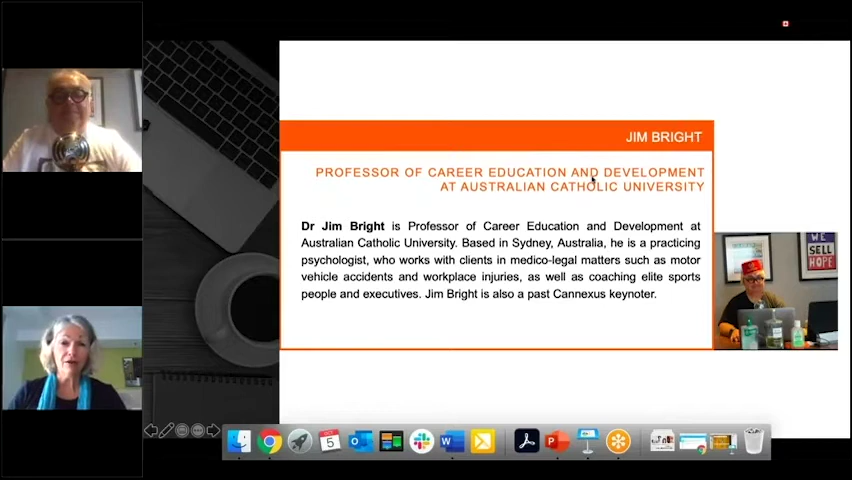 JIM BRIGHT
PROFESSOR OF CAREER EDUCATION AND DEVELOPMENT
AT AUSTRALIAN CATHOLIC UNIVERSITY
Dr Jim Bright is Professor of Career Education and Development at
Australian Catholic University. Based in Sydney, Australia, he is a practicing
psychologist, who works with clients in medico-legal matters such as motor
vehicle accidents and workplace injuries, as well as coaching elite sports
people and executives. Jim Bright is also a past Cannexus keynoter.
WE
SELL
HOPE
OCT
5
W
P